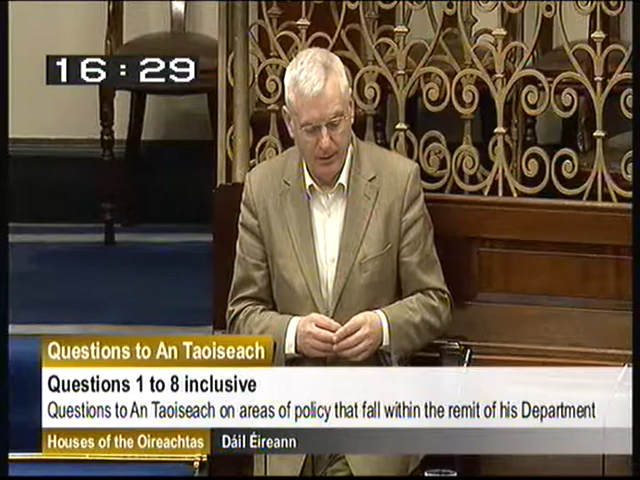 16:29
Questions to An Taoiseach
Questions 1 to 8 inclusive
Questions to An Taoiseach on areas of policy that fall within the remit of his Department
Houses of the Oireachtas Dáil Éireann